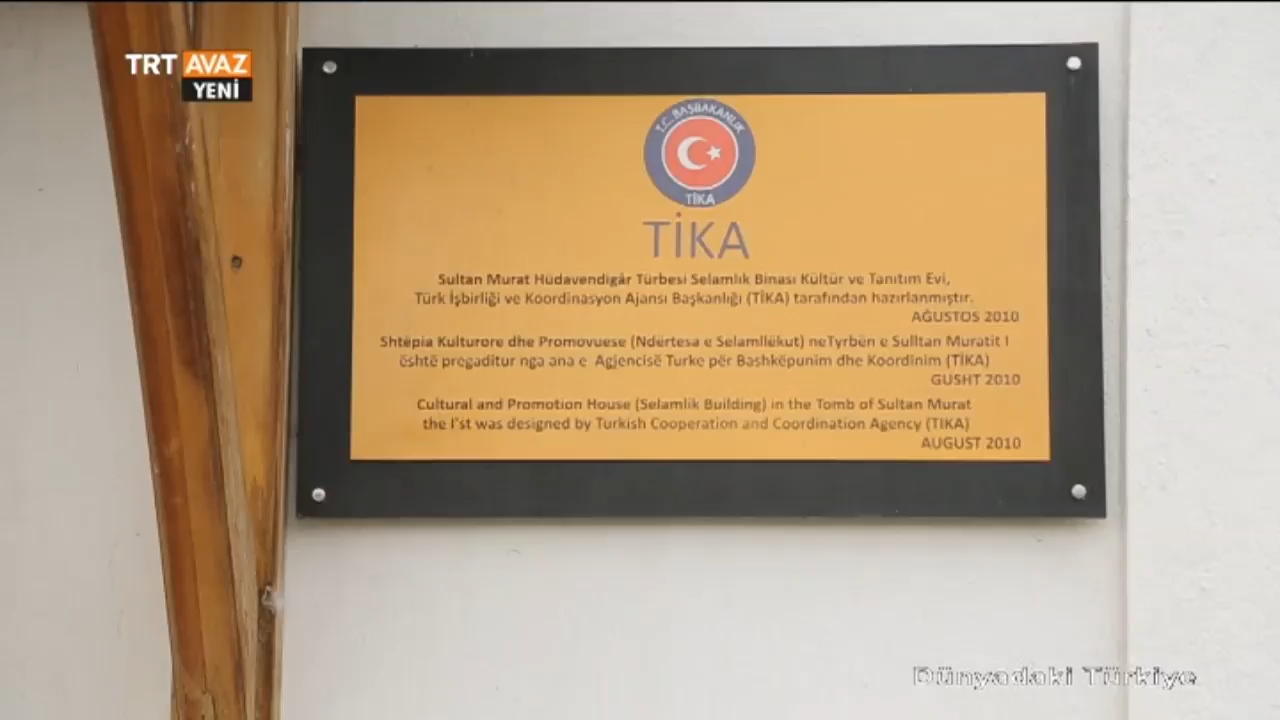 TRT AVAZ
YENİ
T.C. BAŞBAKANLIK
TİKA
TİKA
Sultan Murat Hüdavendigâr Türbesi Selamlık Binası Kültür ve Tanıtım Evi,
Türk İşbirliği ve Koordinasyon Ajansı Başkanlığı (TİKA) tarafından hazırlanmıştır.
AĞUSTOS 2010
Shtëpia Kulturore dhe Promovuese (Ndërtesa e Selamllëkut) neTyrbën e Sulltan Muratit I
është pregaditur nga ana e Agjencisë Turke për Bashkëpunim dhe Koordinim (TİKA)
GUSHT 2010
Cultural and Promotion House (Selamlik Building) in the Tomb of Sultan Murat
the I'st was designed by Turkish Cooperation and Coordination Agency (TIKA)
AUGUST 2010
Dünyadaki Türkiye